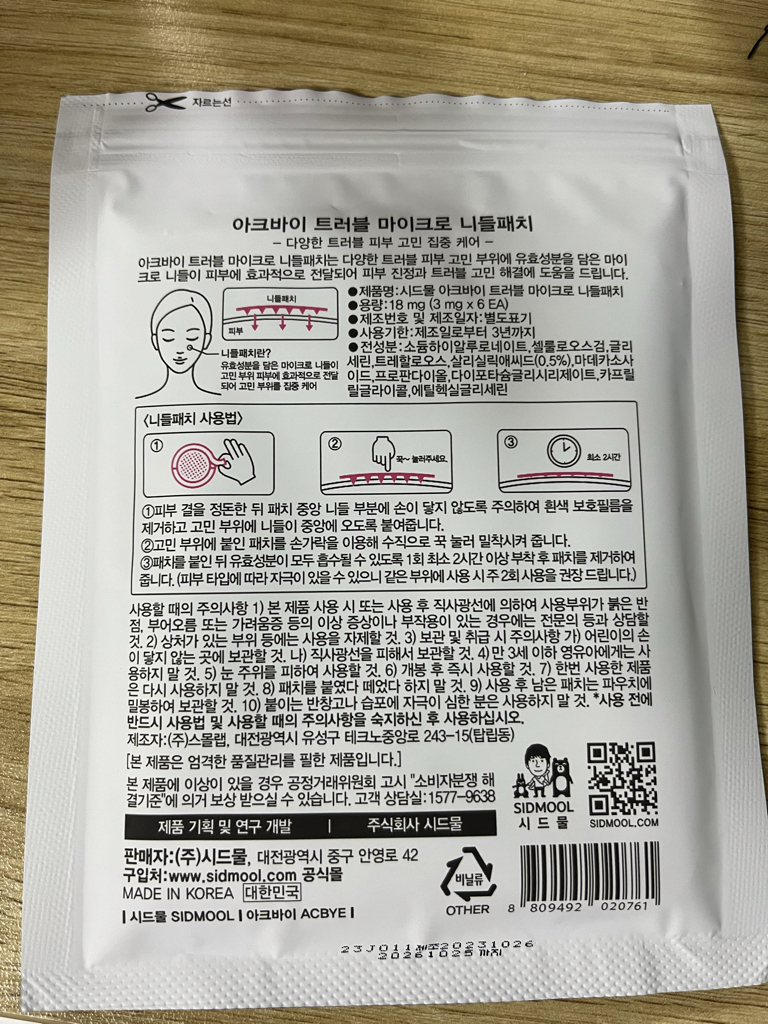 자르는선
아크바이 트러블 마이크로 니들패치
– 다양한 트러블 피부 고민 집중 케어 –
아크바이 트러블 마이크로 니들패치는 다양한 트러블 피부 고민 부위에 유효성분을 담은 마이
크로 니들이 피부에 효과적으로 전달되어 피부 진정과 트러블 고민 해결에 도움을 드립니다.
니들패치
피부
니들패치란?
유효성분을 담은 마이크로 니들이
고민 부위 피부에 효과적으로 전달
되어 고민 부위를 집중 케어
●제품명:시드물 아크바이 트러블 마이크로 니들패치
●용량:18 mg (3 mg x 6 EA)
●제조번호 및 제조일자:별도표기
●사용기한:제조일로부터 3년까지
●전성분:소듐하이알루로네이트,셀룰로오스검,글리
세린,트레할로오스,살리실릭애씨드(0.5%),마데카소사
이드,프로판다이올,다이포타슘글리시리제이트,카프릴
릴글라이콜,에틸헥실글리세린
〈니들패치 사용법〉
①
②
꾹~ 눌러주세요.
③
최소 2시간
①피부 결을 정돈한 뒤 패치 중앙 니들 부분에 손이 닿지 않도록 주의하여 흰색 보호필름을
제거하고 고민 부위에 니들이 중앙에 오도록 붙여줍니다.
②고민 부위에 붙인 패치를 손가락을 이용해 수직으로 꾹 눌러 밀착시켜 줍니다.
③패치를 붙인 뒤 유효성분이 모두 흡수될 수 있도록 1회 최소 2시간 이상 부착 후 패치를 제거하여
줍니다. (피부 타입에 따라 자극이 있을 수 있으니 같은 부위에 사용 시 주 2회 사용을 권장 드립니다.)
사용할 때의 주의사항 1) 본 제품 사용 시 또는 사용 후 직사광선에 의하여 사용부위가 붉은 반
점, 부어오름 또는 가려움증 등의 이상 증상이나 부작용이 있는 경우에는 전문의 등과 상담할
것. 2) 상처가 있는 부위 등에는 사용을 자제할 것. 3) 보관 및 취급 시 주의사항 가) 어린이의 손
이 닿지 않는 곳에 보관할 것. 나) 직사광선을 피해서 보관할 것. 4) 만 3세 이하 영유아에게는 사
용하지 말 것. 5) 눈 주위를 피하여 사용할 것. 6) 개봉 후 즉시 사용할 것. 7) 한번 사용한 제품
은 다시 사용하지 말 것. 8) 패치를 붙였다 떼었다 하지 말 것. 9) 사용 후 남은 패치는 파우치에
밀봉하여 보관할 것. 10) 붙이는 반창고나 습포에 자극이 심한 분은 사용하지 말 것. *사용 전에
반드시 사용법 및 사용할 때의 주의사항을 숙지하신 후 사용하십시오.
제조자:(주)스몰랩, 대전광역시 유성구 테크노중앙로 243-15(탑립동)
[본 제품은 엄격한 품질관리를 필한 제품입니다.]
본 제품에 이상이 있을 경우 공정거래위원회 고시 "소비자분쟁 해
결기준"에 의거 보상 받으실 수 있습니다. 고객 상담실:1577-9638
SIDMOOL
시드물
SIDMOOL.COM
제품 기획 및 연구 개발 | 주식회사 시드물
판매자:(주)시드물, 대전광역시 중구 안영로 42
구입처:www.sidmool.com 공식몰
MADE IN KOREA 대한민국
| 시드물 SIDMOOL | 아크바이 ACBYE |
비닐류
OTHER
8 809492 020761
23J011제조20231026
20261025 까지